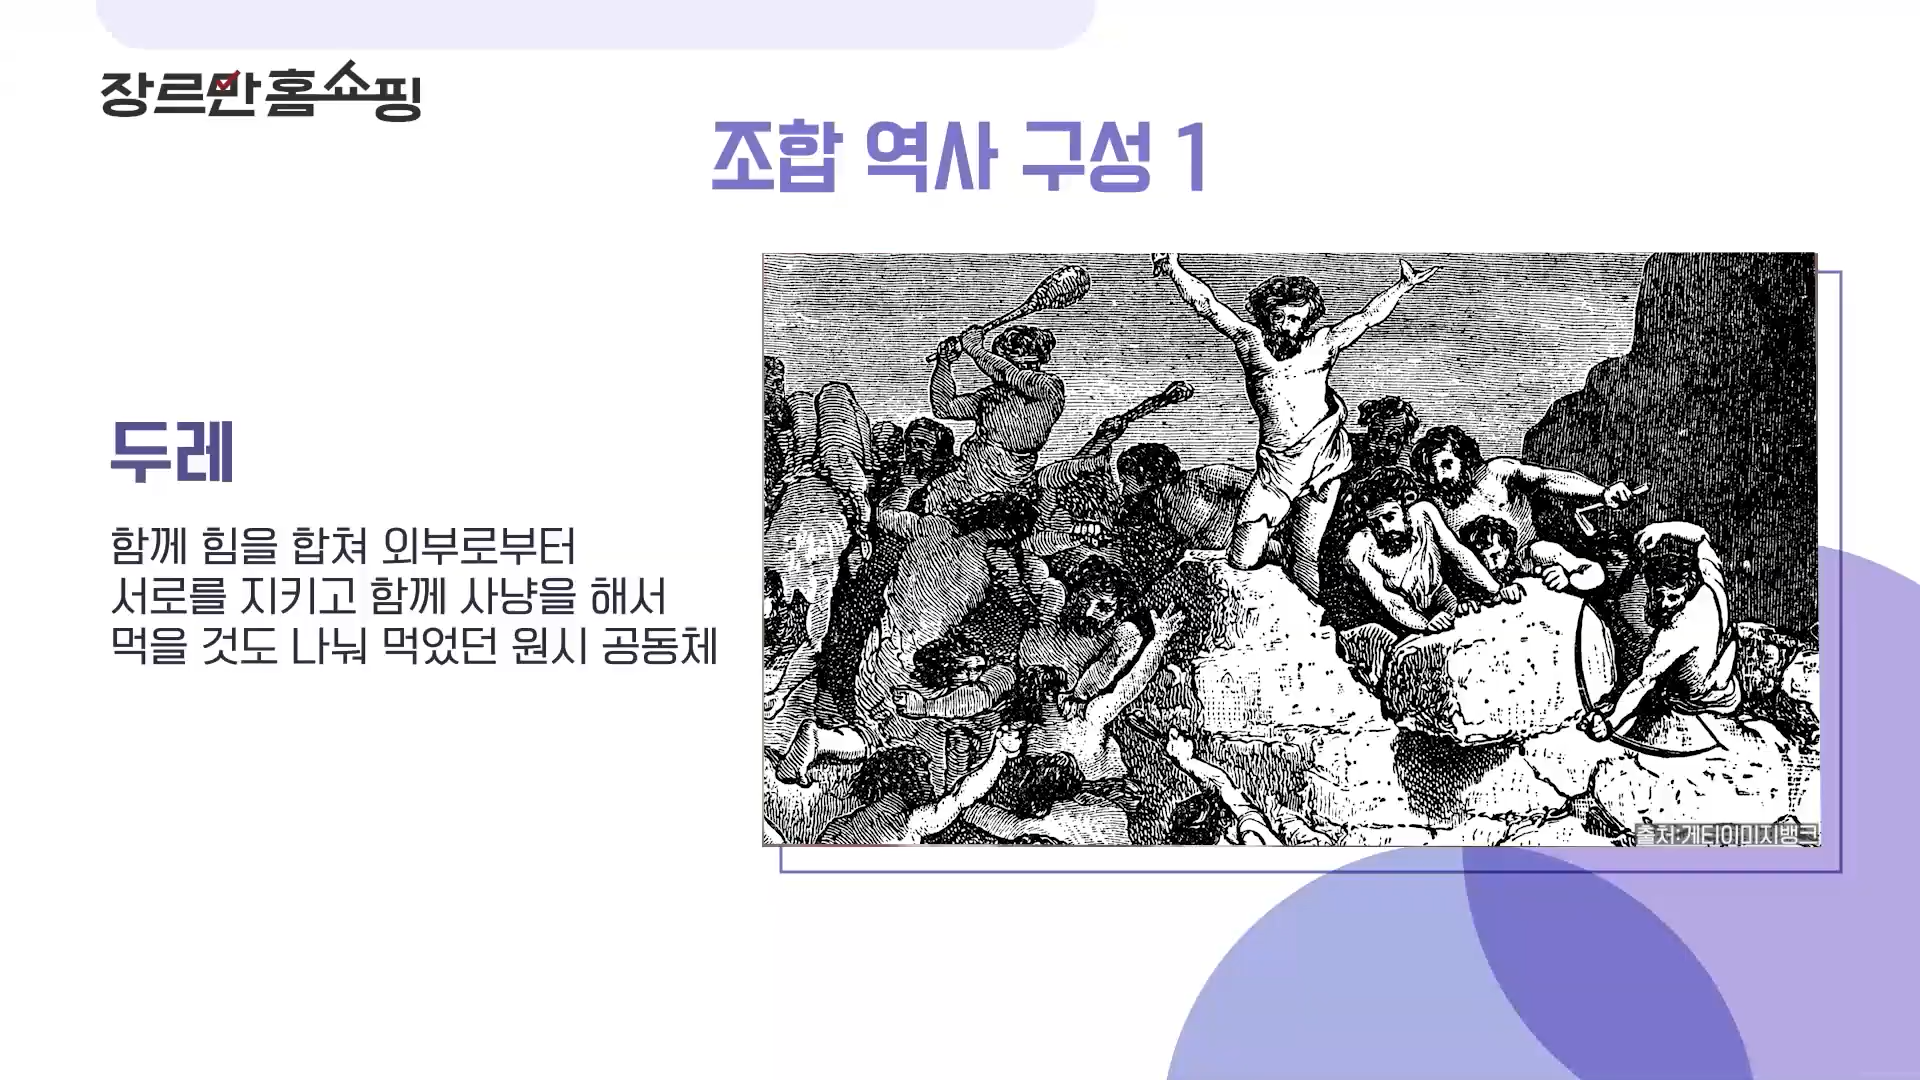 장르만 홈쇼핑
조합 역사 구성 1
두레
함께 힘을 합쳐 외부로부터
서로를 지키고 함께 사냥을 해서
먹을 것도 나눠 먹었던 원시 공동체
출처:게티이미지뱅크